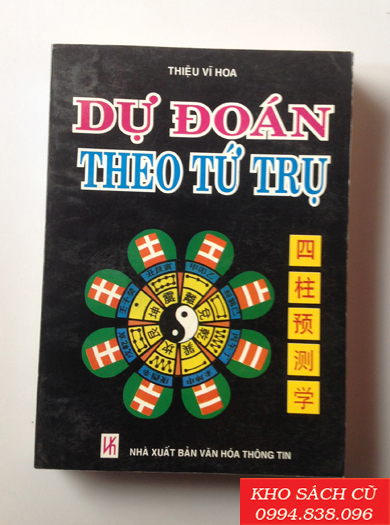 THIỆU VĨ HOA
DỰ ĐOÁN
THEO TỨ TRỤ
四
柱
预
测
学
NHÀ XUẤT BẢN VĂN HÓA THÔNG TIN
KHO SÁCH CŨ
0994.838.096